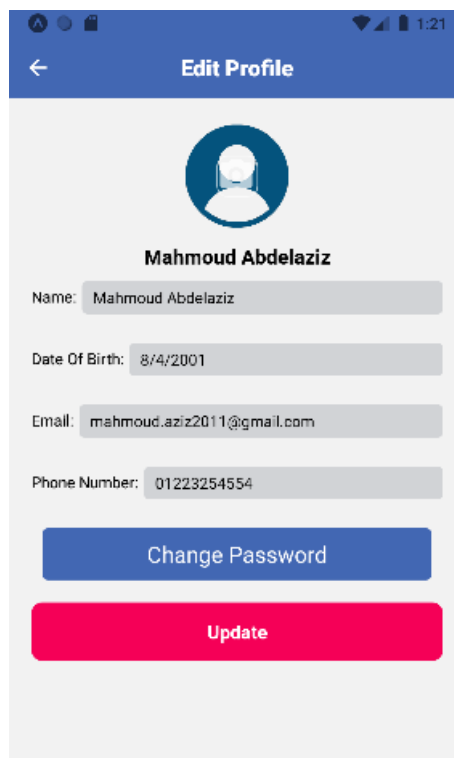 1:21
Edit Profile
Mahmoud Abdelaziz
Name: Mahmoud Abdelaziz
Date Of Birth: 8/4/2001
Email: mahmoud.aziz2011@gmail.com
Phone Number: 01223254554
Change Password
Update